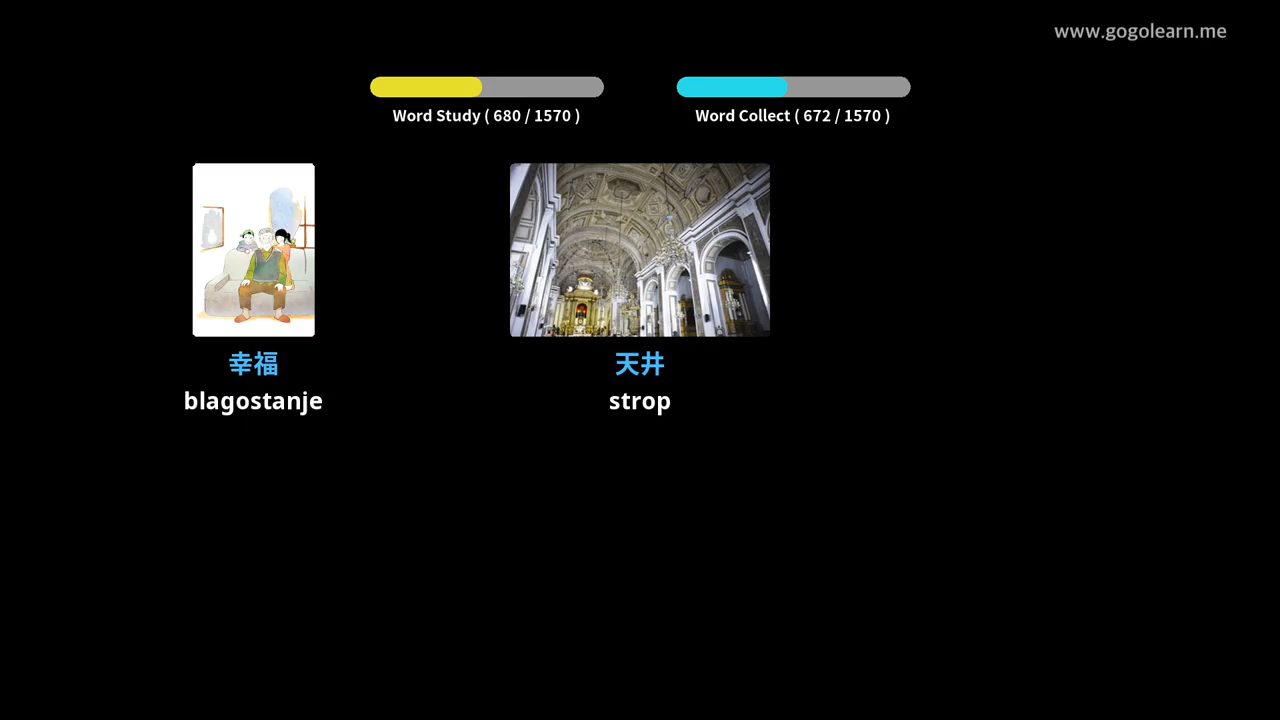 www.gogolearn.me
Word Study ( 680 / 1570 )
Word Collect ( 672 / 1570 )
幸福
天井
blagostanje
strop